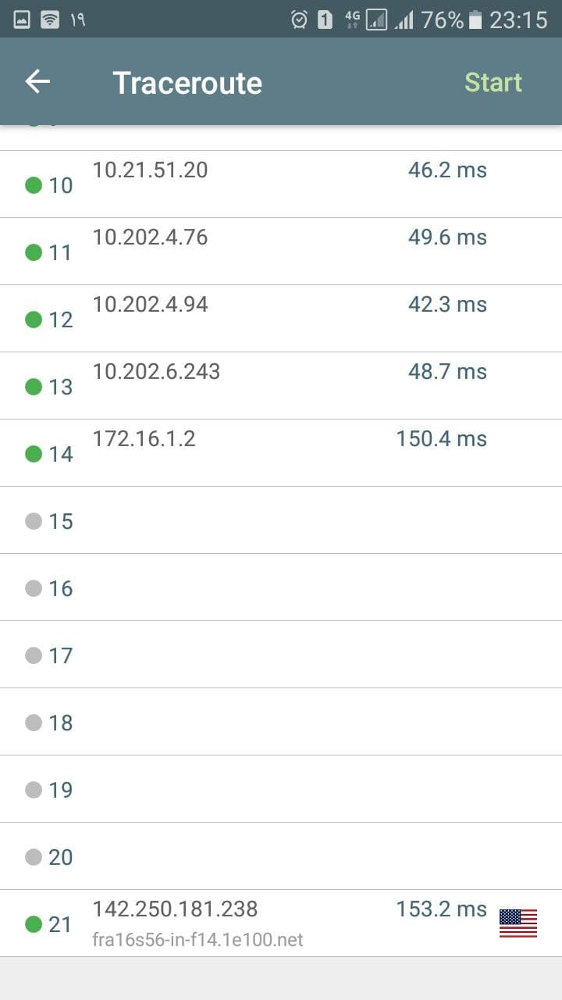 ١٩ 1 4G 76% 23:15
Traceroute Start
10 10.21.51.20 46.2 ms
11 10.202.4.76 49.6 ms
12 10.202.4.94 42.3 ms
13 10.202.6.243 48.7 ms
14 172.16.1.2 150.4 ms
15
16
17
18
19
20
21 142.250.181.238 153.2 ms
fra16s56-in-f14.1e100.net